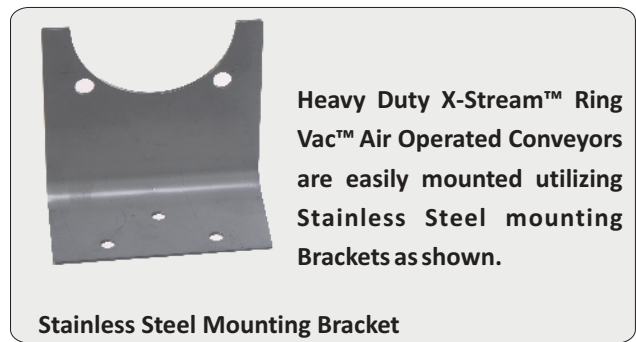 Heavy Duty X-Stream™ Ring
Vac™ Air Operated Conveyors
are easily mounted utilizing
Stainless Steel mounting
Brackets as shown.
Stainless Steel Mounting Bracket